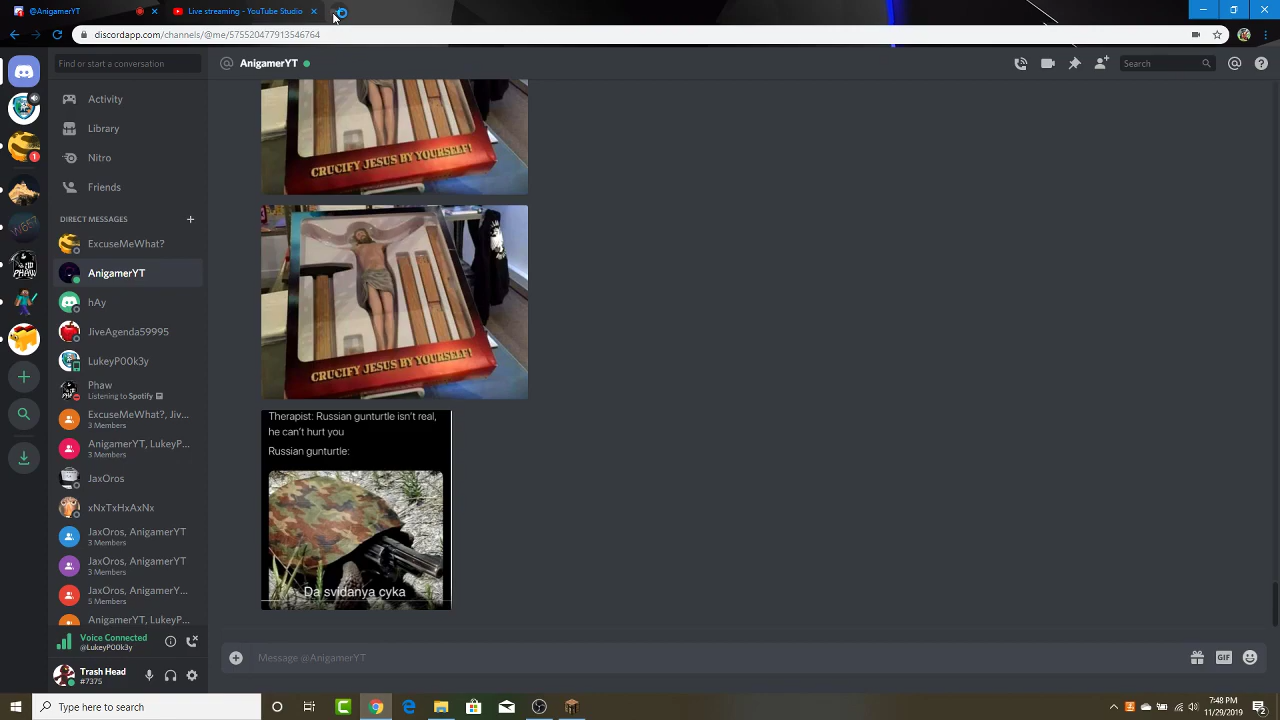 @AnigamerYT
Live streaming - YouTube Studio
discordapp.com/channels/@me/575520477913546764
Find or start a conversation
AnigamerYT
Search
Activity
Library
Nitro
Friends
DIRECT MESSAGES
ExcuseMeWhat?
AnigamerYT
hAy
JiveAgenda59995
LukeyP00k3y
Phaw
Listening to Spotify
ExcuseMeWhat?, Jiv...
3 Members
AnigamerYT, LukeyP...
3 Members
JaxOros
xNxTxHxAxNx
JaxOros, AnigamerYT
3 Members
JaxOros, AnigamerYT
3 Members
JaxOros, AnigamerY...
5 Members
AnigamerYT, LukeyP...
Voice Connected
@LukeyP00k3y
Trash Head
#7375
CRUCIFY JESUS BY YOURSELF!
CRUCIFY JESUS BY YOURSELF!
Therapist: Russian gunturtle isn't real,
he can't hurt you
Russian gunturtle:
Da svidanya cyka
Message @AnigamerYT
GIF
Type here to search
7:48 PM
11/29/2019